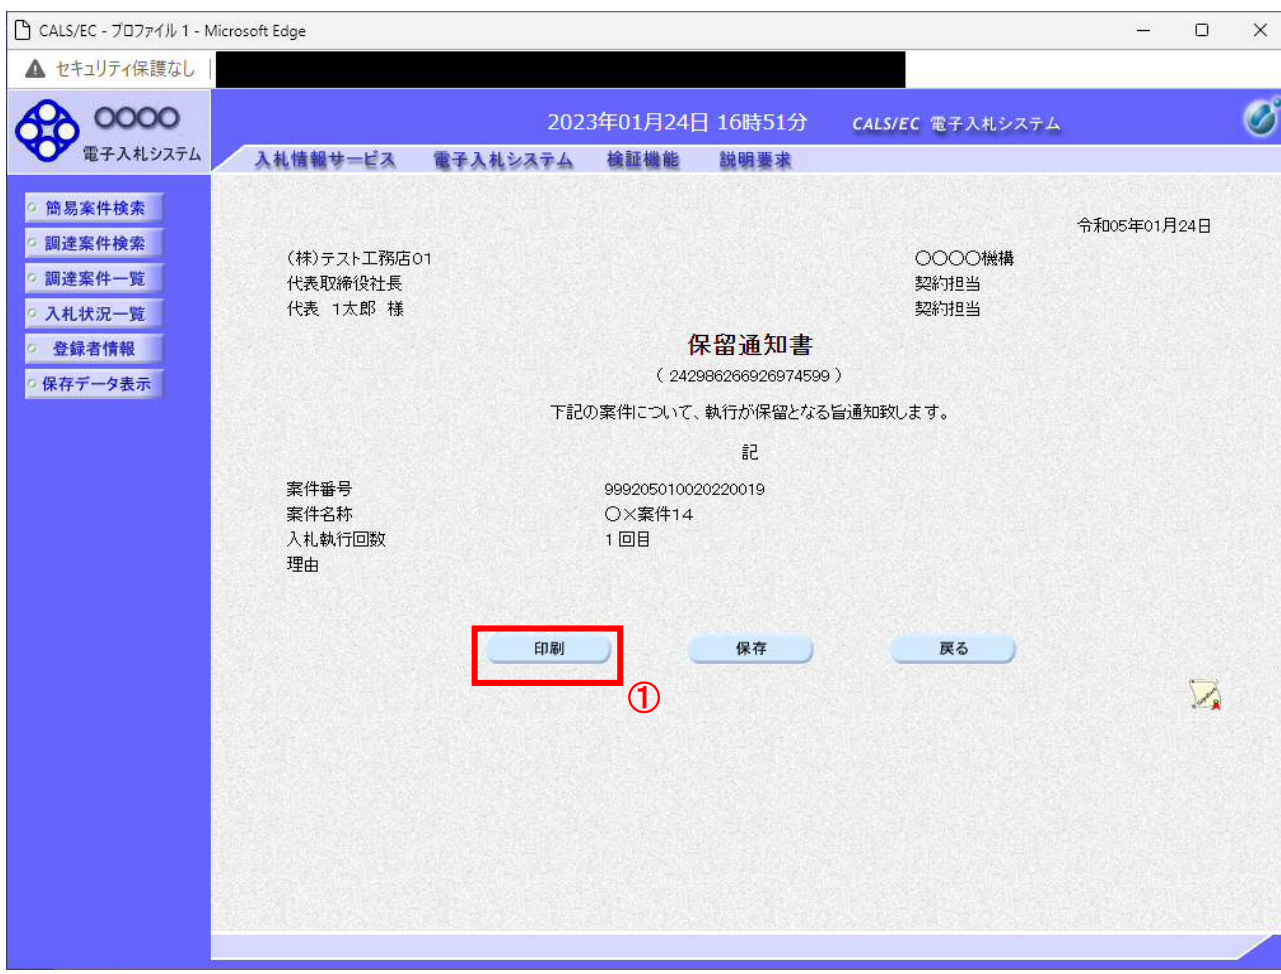 CALS/EC - プロファイル 1 - Microsoft Edge
セキュリティ保護なし
〇〇〇〇
電子入札システム
2023年01月24日 16時51分
CALS/EC 電子入札システム
入札情報サービス 電子入札システム 検証機能 説明要求
簡易案件検索
調達案件検索
調達案件一覧
入札状況一覧
登録者情報
保存データ表示
令和05年01月24日
(株)テスト工務店01
代表取締役社長
代表 1太郎 様
〇〇〇〇機構
契約担当
契約担当
保留通知書
( 242986266926974599 )
下記の案件について、執行が保留となる旨通知致します。
記
案件番号 999205010020220019
案件名称 〇×案件14
入札執行回数 1回目
理由
印刷 保存 戻る
①